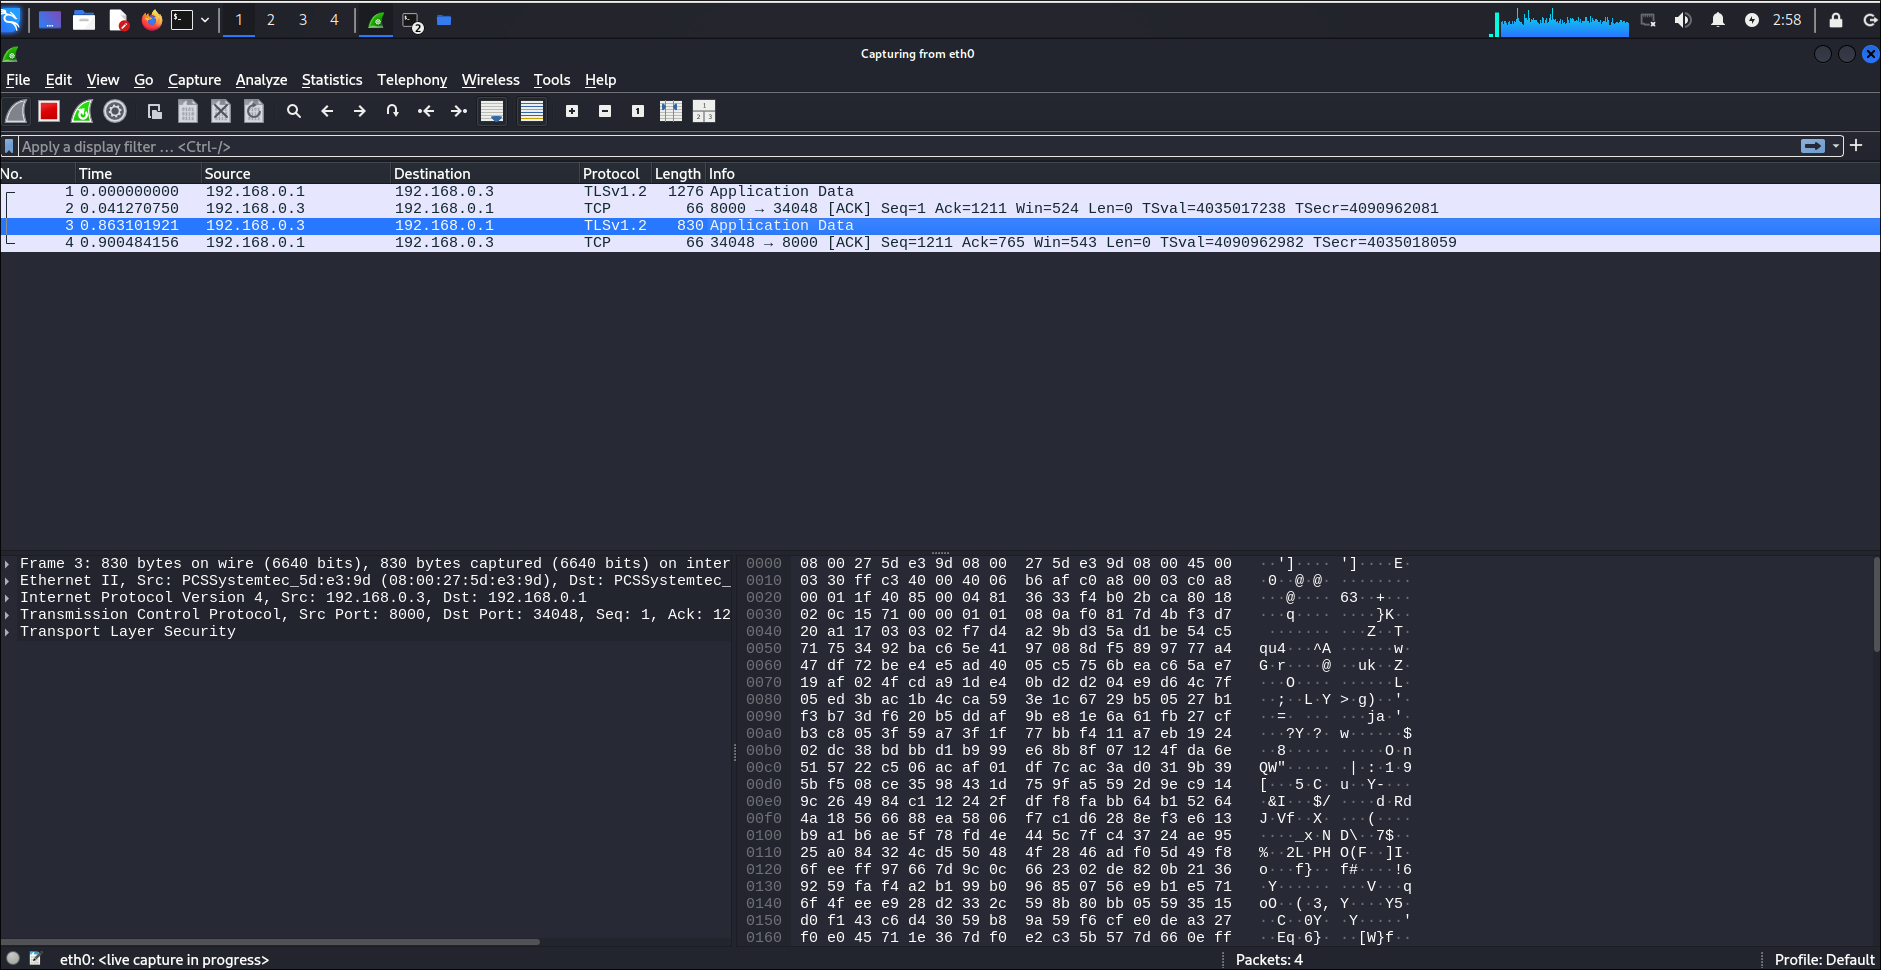 1 2 3 4 2 2:58
Capturing from eth0
File Edit View Go Capture Analyze Statistics Telephony Wireless Tools Help
Apply a display filter … <Ctrl-/>
No. Time Source Destination Protocol Length Info
1 0.000000000 192.168.0.1 192.168.0.3 TLSv1.2 1276 Application Data
2 0.041270750 192.168.0.3 192.168.0.1 TCP 66 8000 → 34048 [ACK] Seq=1 Ack=1211 Win=524 Len=0 TSval=4035017238 TSecr=4090962081
3 0.863101921 192.168.0.3 192.168.0.1 TLSv1.2 830 Application Data
4 0.900484156 192.168.0.1 192.168.0.3 TCP 66 34048 → 8000 [ACK] Seq=1211 Ack=765 Win=543 Len=0 TSval=4090962982 TSecr=4035018059
Frame 3: 830 bytes on wire (6640 bits), 830 bytes captured (6640 bits) on inter
Ethernet II, Src: PCSSystemtec_5d:e3:9d (08:00:27:5d:e3:9d), Dst: PCSSystemtec_
Internet Protocol Version 4, Src: 192.168.0.3, Dst: 192.168.0.1
Transmission Control Protocol, Src Port: 8000, Dst Port: 34048, Seq: 1, Ack: 12
Transport Layer Security
0000 08 00 27 5d e3 9d 08 00 27 5d e3 9d 08 00 45 00 ··']···· ']····E·
0010 03 30 ff c3 40 00 40 06 b6 af c0 a8 00 03 c0 a8 ·0··@·@· ········
0020 00 01 1f 40 85 00 04 81 36 33 f4 b0 2b ca 80 18 ···@···· 63··+···
0030 02 0c 15 71 00 00 01 01 08 0a f0 81 7d 4b f3 d7 ···q···· ····}K··
0040 20 a1 17 03 03 02 f7 d4 a2 9b d3 5a d1 be 54 c5 ······· ···Z··T·
0050 71 75 34 92 ba c6 5e 41 97 08 8d f5 89 97 77 a4 qu4···^A ······w·
0060 47 df 72 be e4 e5 ad 40 05 c5 75 6b ea c6 5a e7 G·r····@ ··uk··Z·
0070 19 af 02 4f cd a9 1d e4 0b d2 d2 04 e9 d6 4c 7f ···O···· ······L·
0080 05 ed 3b ac 1b 4c ca 59 3e 1c 67 29 b5 05 27 b1 ··;··L·Y >·g)··'·
0090 f3 b7 3d f6 20 b5 dd af 9b e8 1e 6a 61 fb 27 cf ··=· ··· ···ja·'·
00a0 b3 c8 05 3f 59 a7 3f 1f 77 bb f4 11 a7 eb 19 24 ···?Y·?· w······$
00b0 02 dc 38 bd bb d1 b9 99 e6 8b 8f 07 12 4f da 6e ··8····· ·····O·n
00c0 51 57 22 c5 06 ac af 01 df 7c ac 3a d0 31 9b 39 QW"····· ·|·:·1·9
00d0 5b f5 08 ce 35 98 43 1d 75 9f a5 59 2d 9e c9 14 [···5·C· u··Y-···
00e0 9c 26 49 84 c1 12 24 2f df f8 fa bb 64 b1 52 64 ·&I···$/ ····d·Rd
00f0 4a 18 56 66 88 ea 58 06 f7 c1 d6 28 8e f3 e6 13 J·Vf··X· ···(····
0100 b9 a1 b6 ae 5f 78 fd 4e 44 5c 7f c4 37 24 ae 95 ····_x·N D\··7$··
0110 25 a0 84 32 4c d5 50 48 4f 28 46 ad f0 5d 49 f8 %··2L·PH O(F··]I·
0120 6f ee ff 97 66 7d 9c 0c 66 23 02 de 82 0b 21 36 o···f}·· f#····!6
0130 92 59 fa f4 a2 b1 99 b0 96 85 07 56 e9 b1 e5 71 ·Y······ ···V···q
0140 6f 4f ee e9 28 d2 33 2c 59 8b 80 bb 05 59 35 15 oO··(·3, Y····Y5·
0150 d0 f1 43 c6 d4 30 59 b8 9a 59 f6 cf e0 de a3 27 ··C··0Y· ·Y·····'
0160 f0 e0 45 71 1e 36 7d f0 e2 c3 5b 57 7d 66 0e ff ··Eq·6}· ··[W}f··
eth0: <live capture in progress> Packets: 4 Profile: Default